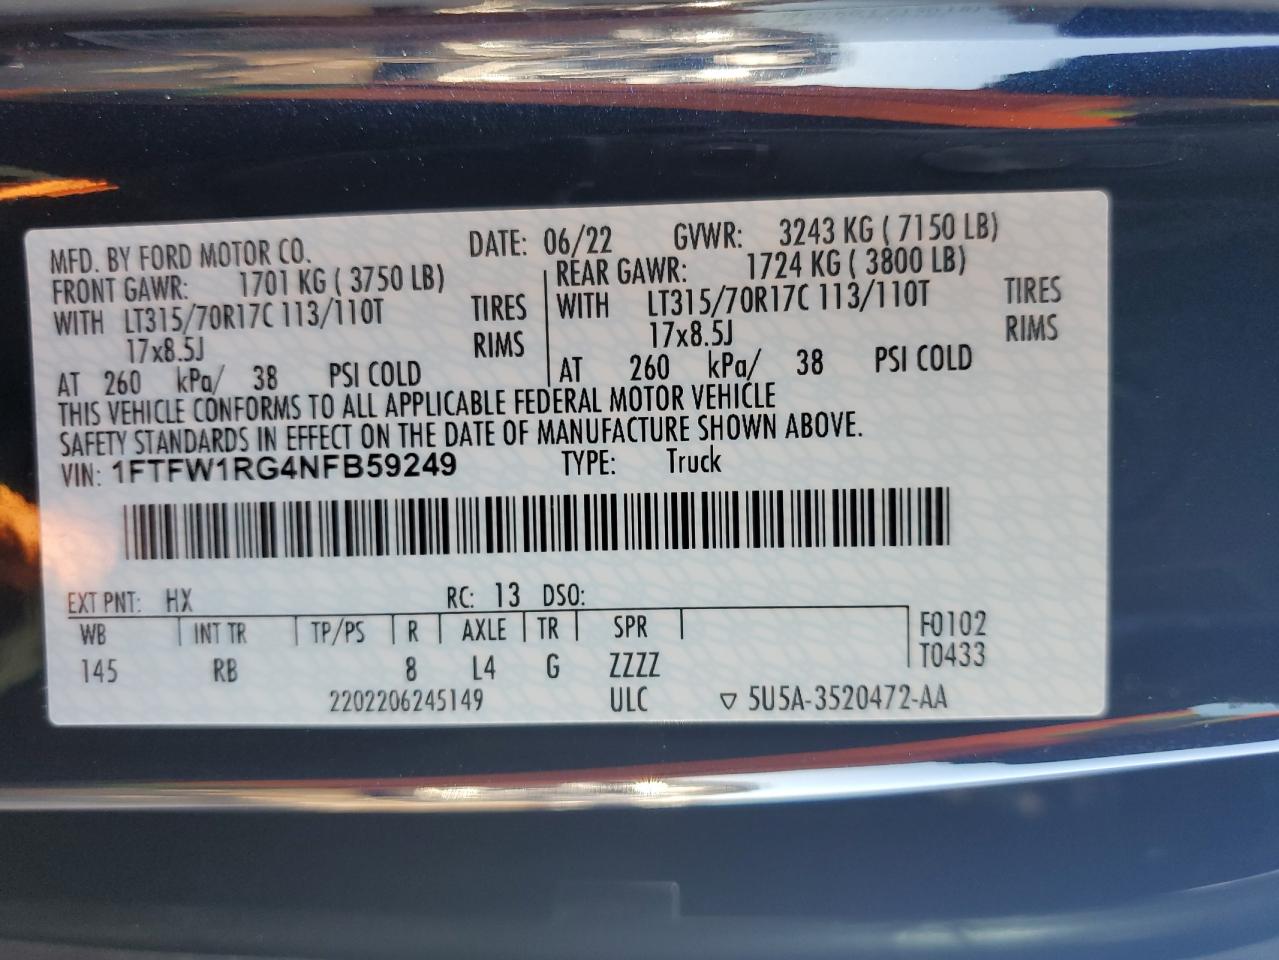 MFD. BY FORD MOTOR CO. DATE: 06/22 GVWR: 3243 KG ( 7150 LB)
FRONT GAWR: 1701 KG ( 3750 LB) REAR GAWR: 1724 KG ( 3800 LB)
WITH LT315/70R17C 113/110T TIRES WITH LT315/70R17C 113/110T TIRES
17x8.5J RIMS 17x8.5J RIMS
AT 260 kPa/ 38 PSI COLD AT 260 kPa/ 38 PSI COLD
THIS VEHICLE CONFORMS TO ALL APPLICABLE FEDERAL MOTOR VEHICLE
SAFETY STANDARDS IN EFFECT ON THE DATE OF MANUFACTURE SHOWN ABOVE.
VIN: 1FTFW1RG4NFB59249 TYPE: Truck
EXT PNT: HX RC: 13 DSO:
WB INT TR TP/PS R AXLE TR SPR F0102
145 RB 8 L4 G ZZZZ T0433
2202206245149 ULC ▽ 5U5A-3520472-AA